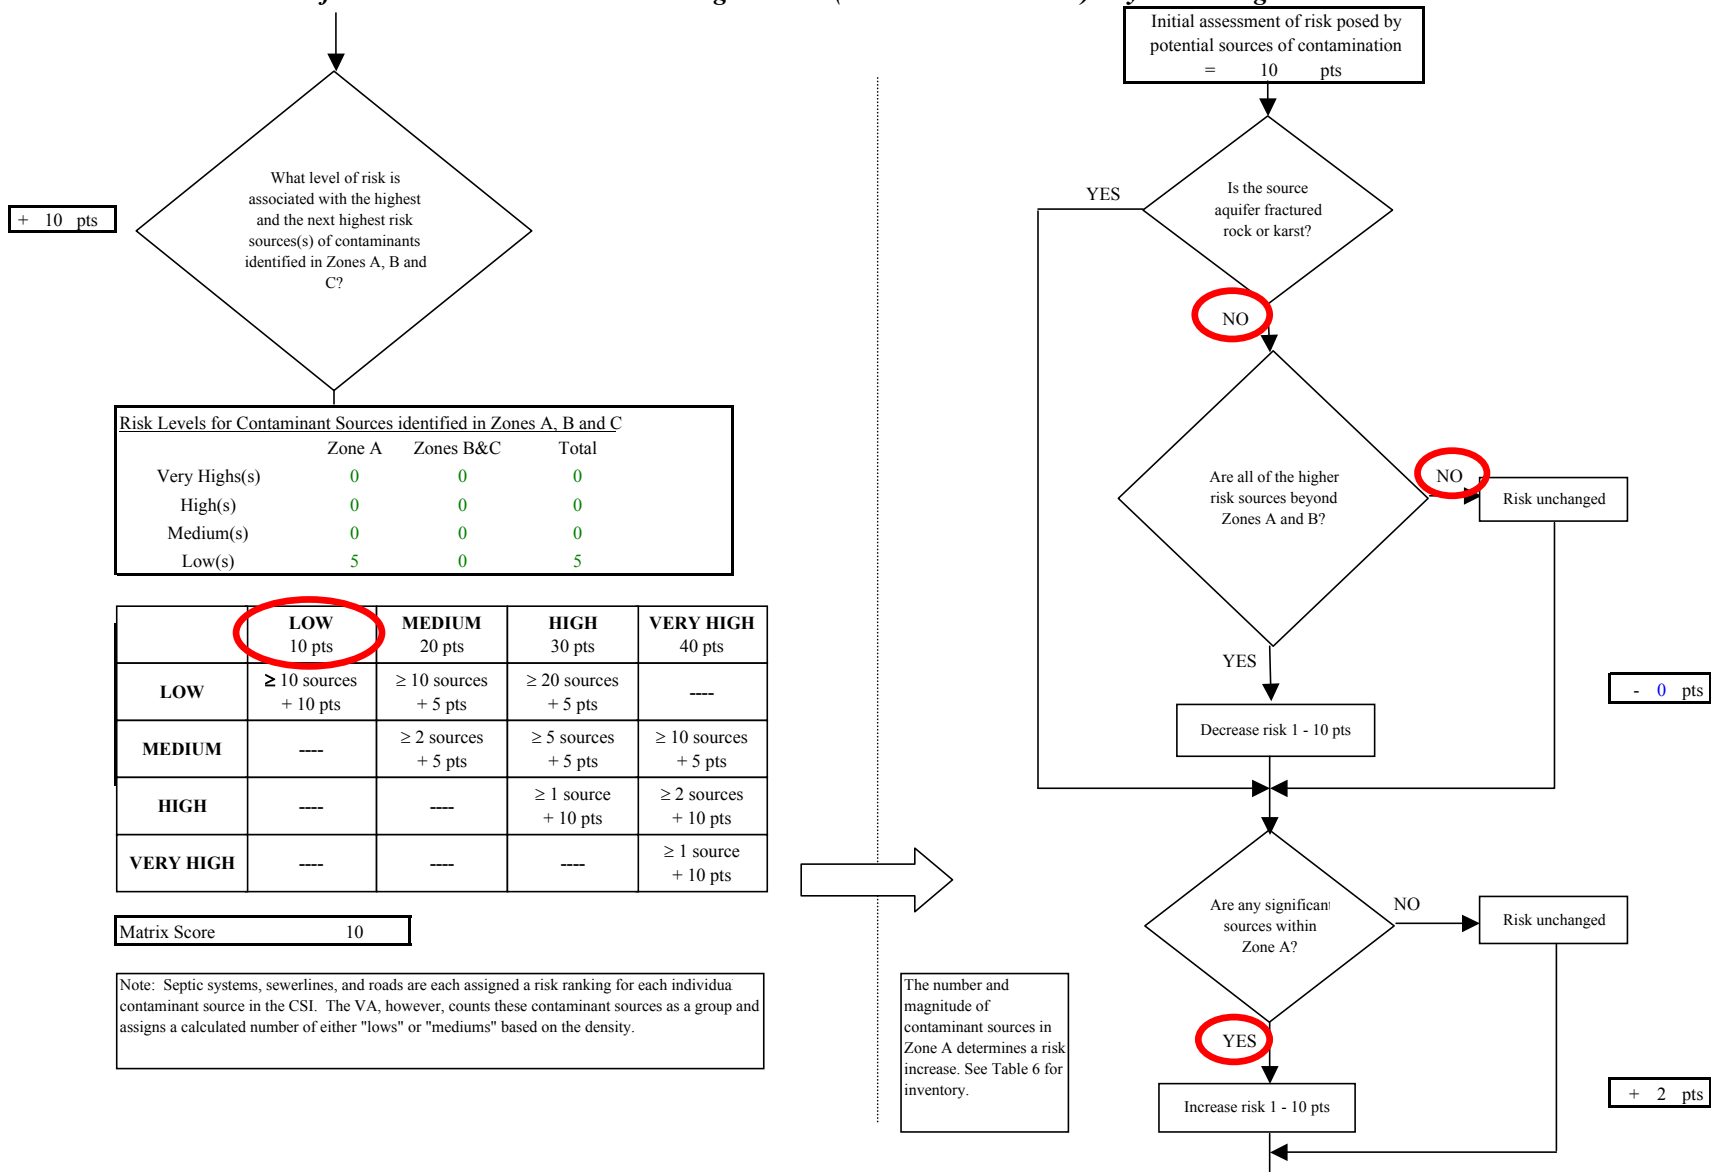 + 10 pts
What level of risk is
associated with the highest
and the next highest risk
sources(s) of contaminants
identified in Zones A, B and
C?
Risk Levels for Contaminant Sources identified in Zones A, B and C
Zone A Zones B&C Total
Very Highs(s) 0 0 0
High(s) 0 0 0
Medium(s) 0 0 0
Low(s) 5 0 5
LOW MEDIUM HIGH VERY HIGH
10 pts 20 pts 30 pts 40 pts
LOW ≥ 10 sources ≥ 10 sources ≥ 20 sources ----
+ 10 pts + 5 pts + 5 pts
MEDIUM ---- ≥ 2 sources ≥ 5 sources ≥ 10 sources
+ 5 pts + 5 pts + 5 pts
HIGH ---- ---- ≥ 1 source ≥ 2 sources
+ 10 pts + 10 pts
VERY HIGH ---- ---- ---- ≥ 1 source
+ 10 pts
Matrix Score 10
Note: Septic systems, sewerlines, and roads are each assigned a risk ranking for each individua
contaminant source in the CSI. The VA, however, counts these contaminant sources as a group and
assigns a calculated number of either "lows" or "mediums" based on the density.
Initial assessment of risk posed by
potential sources of contamination
= 10 pts
YES
Is the source
aquifer fractured
rock or karst?
NO
Are all of the higher
risk sources beyond
Zones A and B?
NO
Risk unchanged
YES
- 0 pts
Decrease risk 1 - 10 pts
Are any significant
sources within
Zone A?
NO
Risk unchanged
The number and
magnitude of
contaminant sources in
Zone A determines a risk
increase. See Table 6 for
inventory.
YES
Increase risk 1 - 10 pts
+ 2 pts